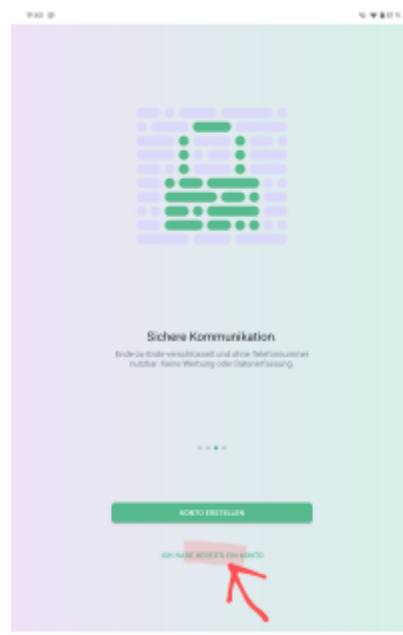 Sichere Kommunikation.
Ende-zu-Ende-verschlüsselt und ohne Telefonnummer
nutzbar. Keine Werbung oder Datenerfassung.
KONTO ERSTELLEN
ICH HABE BEREITS EIN KONTO